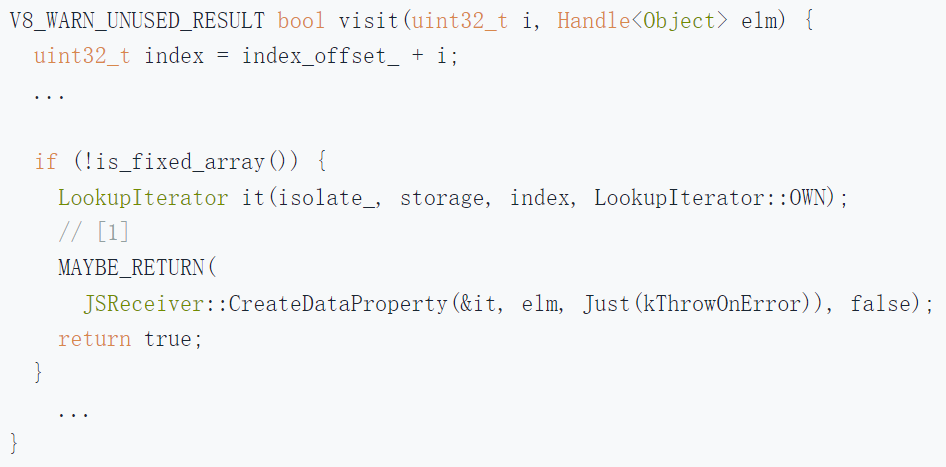 V8_WARN_UNUSED_RESULT bool visit(uint32_t i, Handle<Object> elm) {
  uint32_t index = index_offset_ + i;
  ...
  if (!is_fixed_array()) {
    LookupIterator it(isolate_, storage, index, LookupIterator::OWN);
    // [1]
    MAYBE_RETURN(
      JSReceiver::CreateDataProperty(&it, elm, Just(kThrowOnError)), false);
    return true;
  }
    ...
}